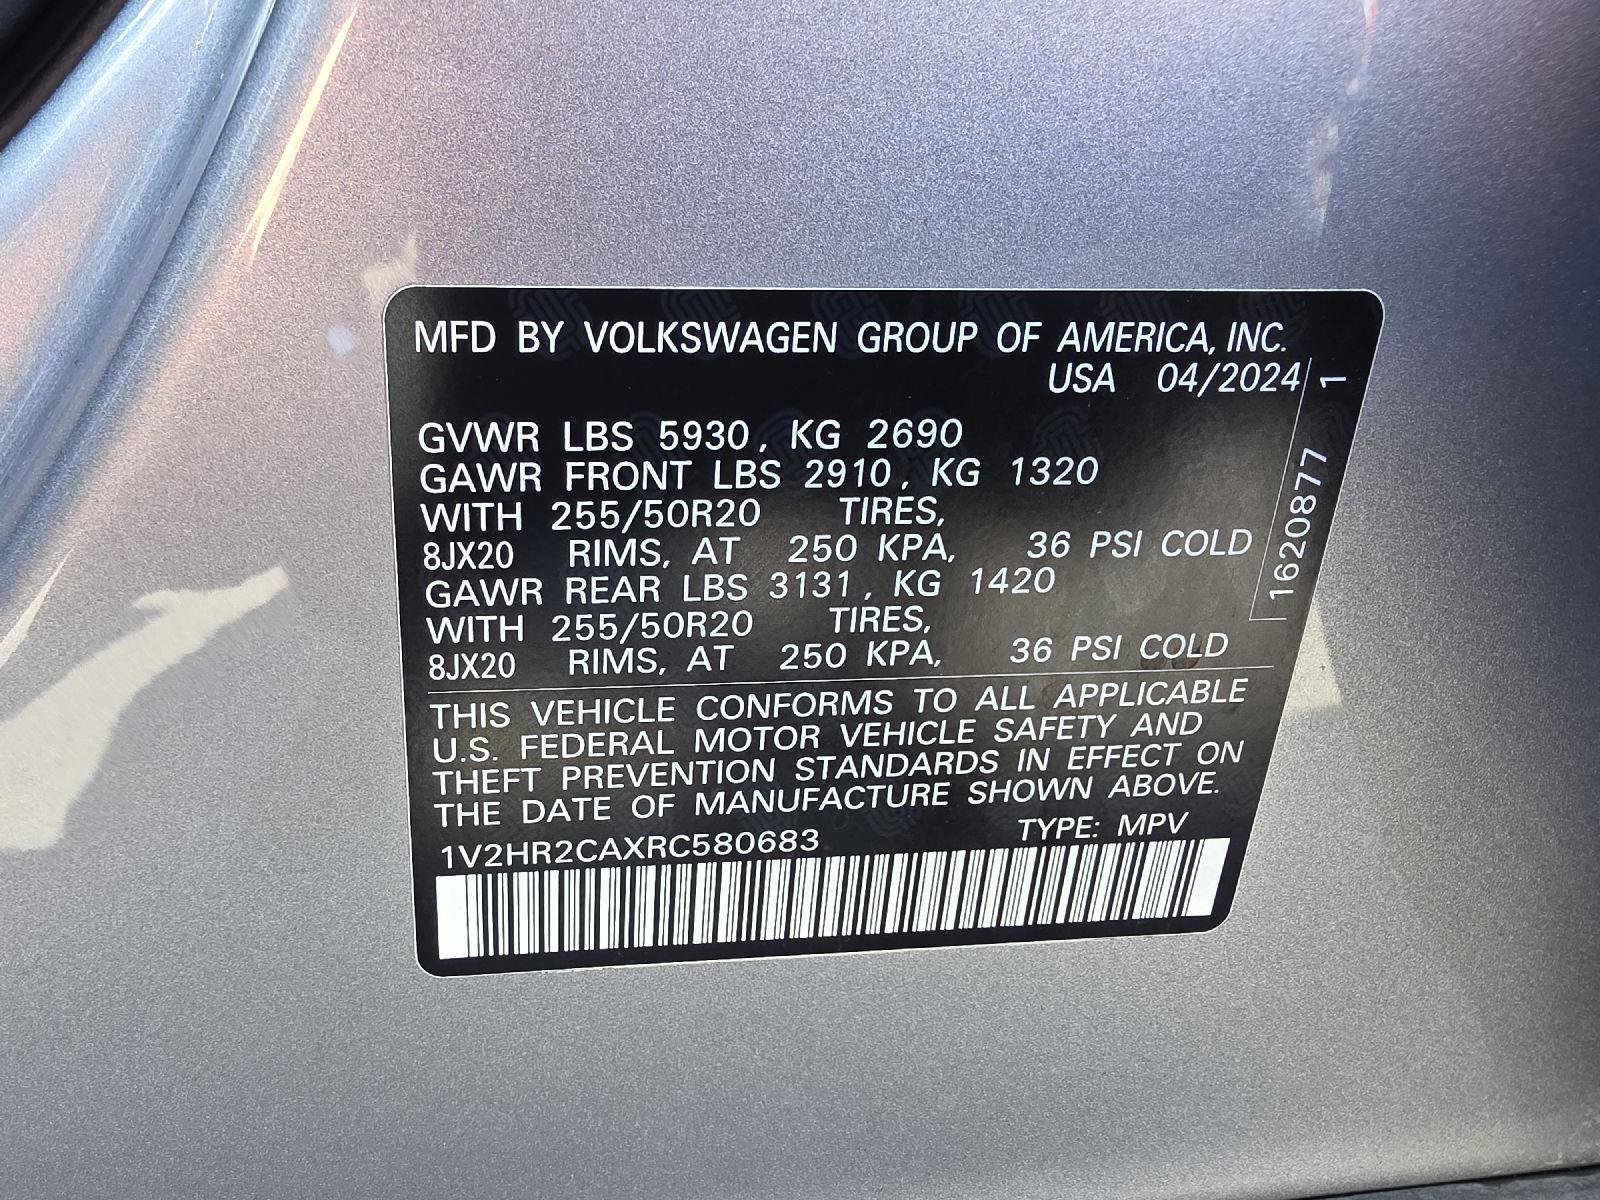 MFD BY VOLKSWAGEN GROUP OF AMERICA, INC.
USA 04/2024
GVWR LBS 5930, KG 2690
GAWR FRONT LBS 2910, KG 1320
WITH 255/50R20 TIRES,
8JX20 RIMS, AT 250 KPA, 36 PSI COLD
GAWR REAR LBS 3131, KG 1420
WITH 255/50R20 TIRES,
8JX20 RIMS, AT 250 KPA, 36 PSI COLD
THIS VEHICLE CONFORMS TO ALL APPLICABLE
U.S. FEDERAL MOTOR VEHICLE SAFETY AND
THEFT PREVENTION STANDARDS IN EFFECT ON
THE DATE OF MANUFACTURE SHOWN ABOVE.
1V2HR2CAXRC580683 TYPE: MPV
1620877 1